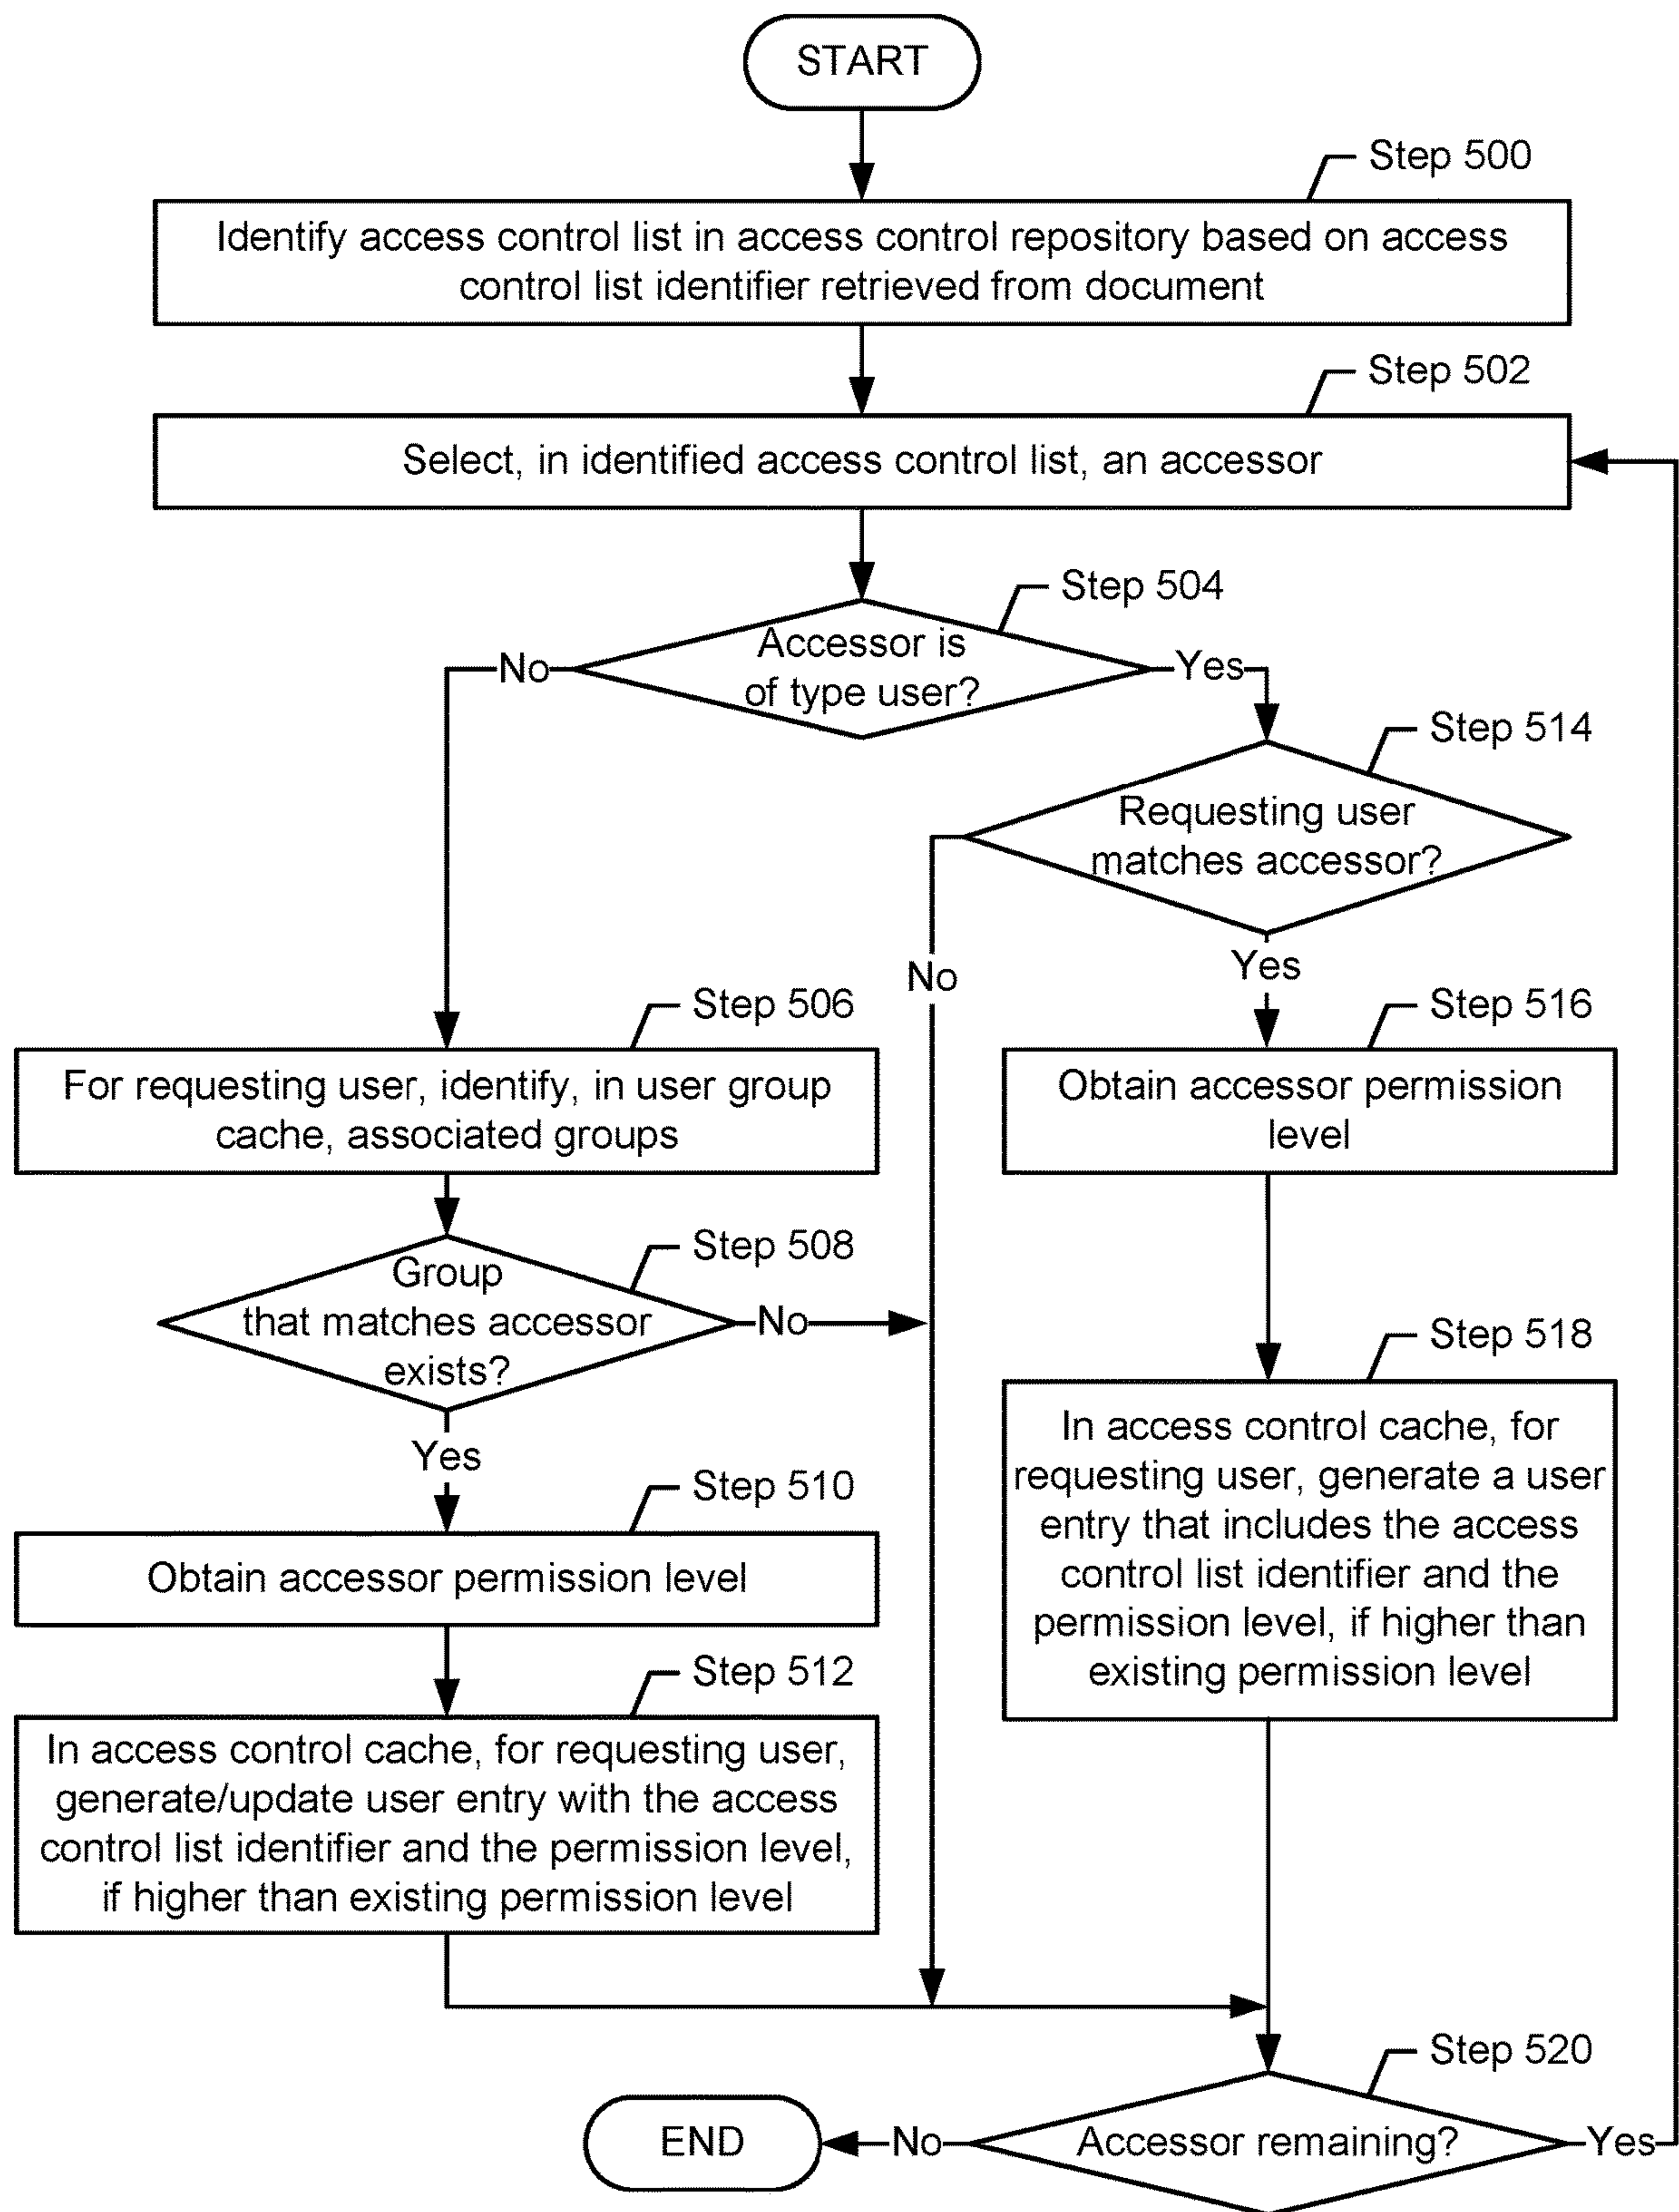 START
Step 500
Identify access control list in access control repository based on access
control list identifier retrieved from document
Step 502
Select, in identified access control list, an accessor
Step 504
Accessor is
of type user?
No
Yes
Step 514
Requesting user
matches accessor?
No
Yes
Step 506
For requesting user, identify, in user group
cache, associated groups
Step 516
Obtain accessor permission
level
Step 508
Group
that matches accessor
exists?
No
Yes
Step 510
Obtain accessor permission level
Step 512
In access control cache, for requesting user,
generate/update user entry with the access
control list identifier and the permission level,
if higher than existing permission level
Step 518
In access control cache, for
requesting user, generate a user
entry that includes the access
control list identifier and the
permission level, if higher than
existing permission level
Step 520
Accessor remaining?
No
Yes
END